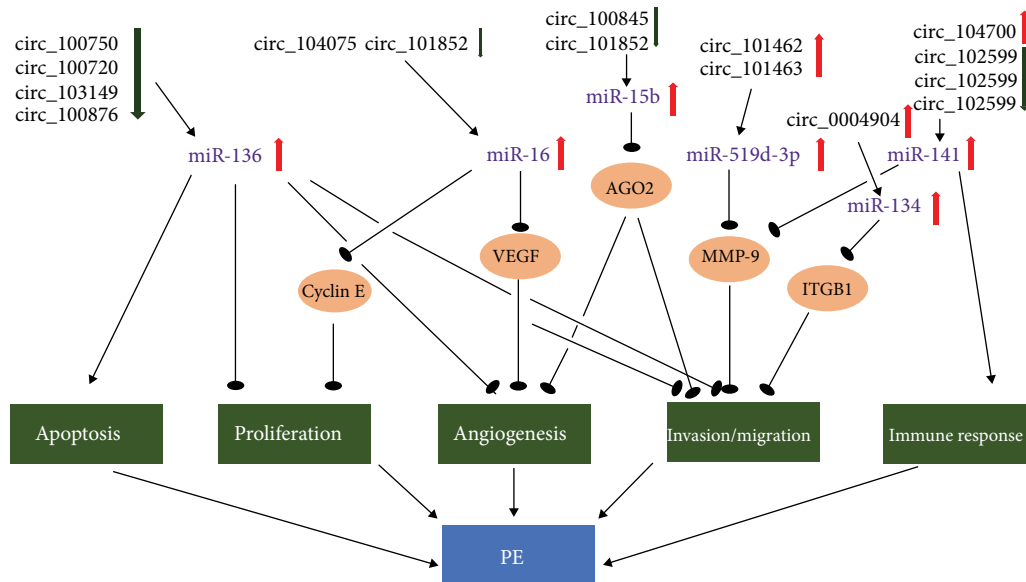 circ_100750
circ_100720
circ_103149
circ_100876
circ_104075 circ_101852
circ_100845
circ_101852
circ_101462
circ_101463
circ_104700
circ_102599
circ_102599
circ_102599
circ_0004904
miR-136
miR-16
miR-15b
miR-519d-3p
miR-141
miR-134
AGO2
Cyclin E
VEGF
MMP-9
ITGB1
Apoptosis
Proliferation
Angiogenesis
Invasion/migration
Immune response
PE